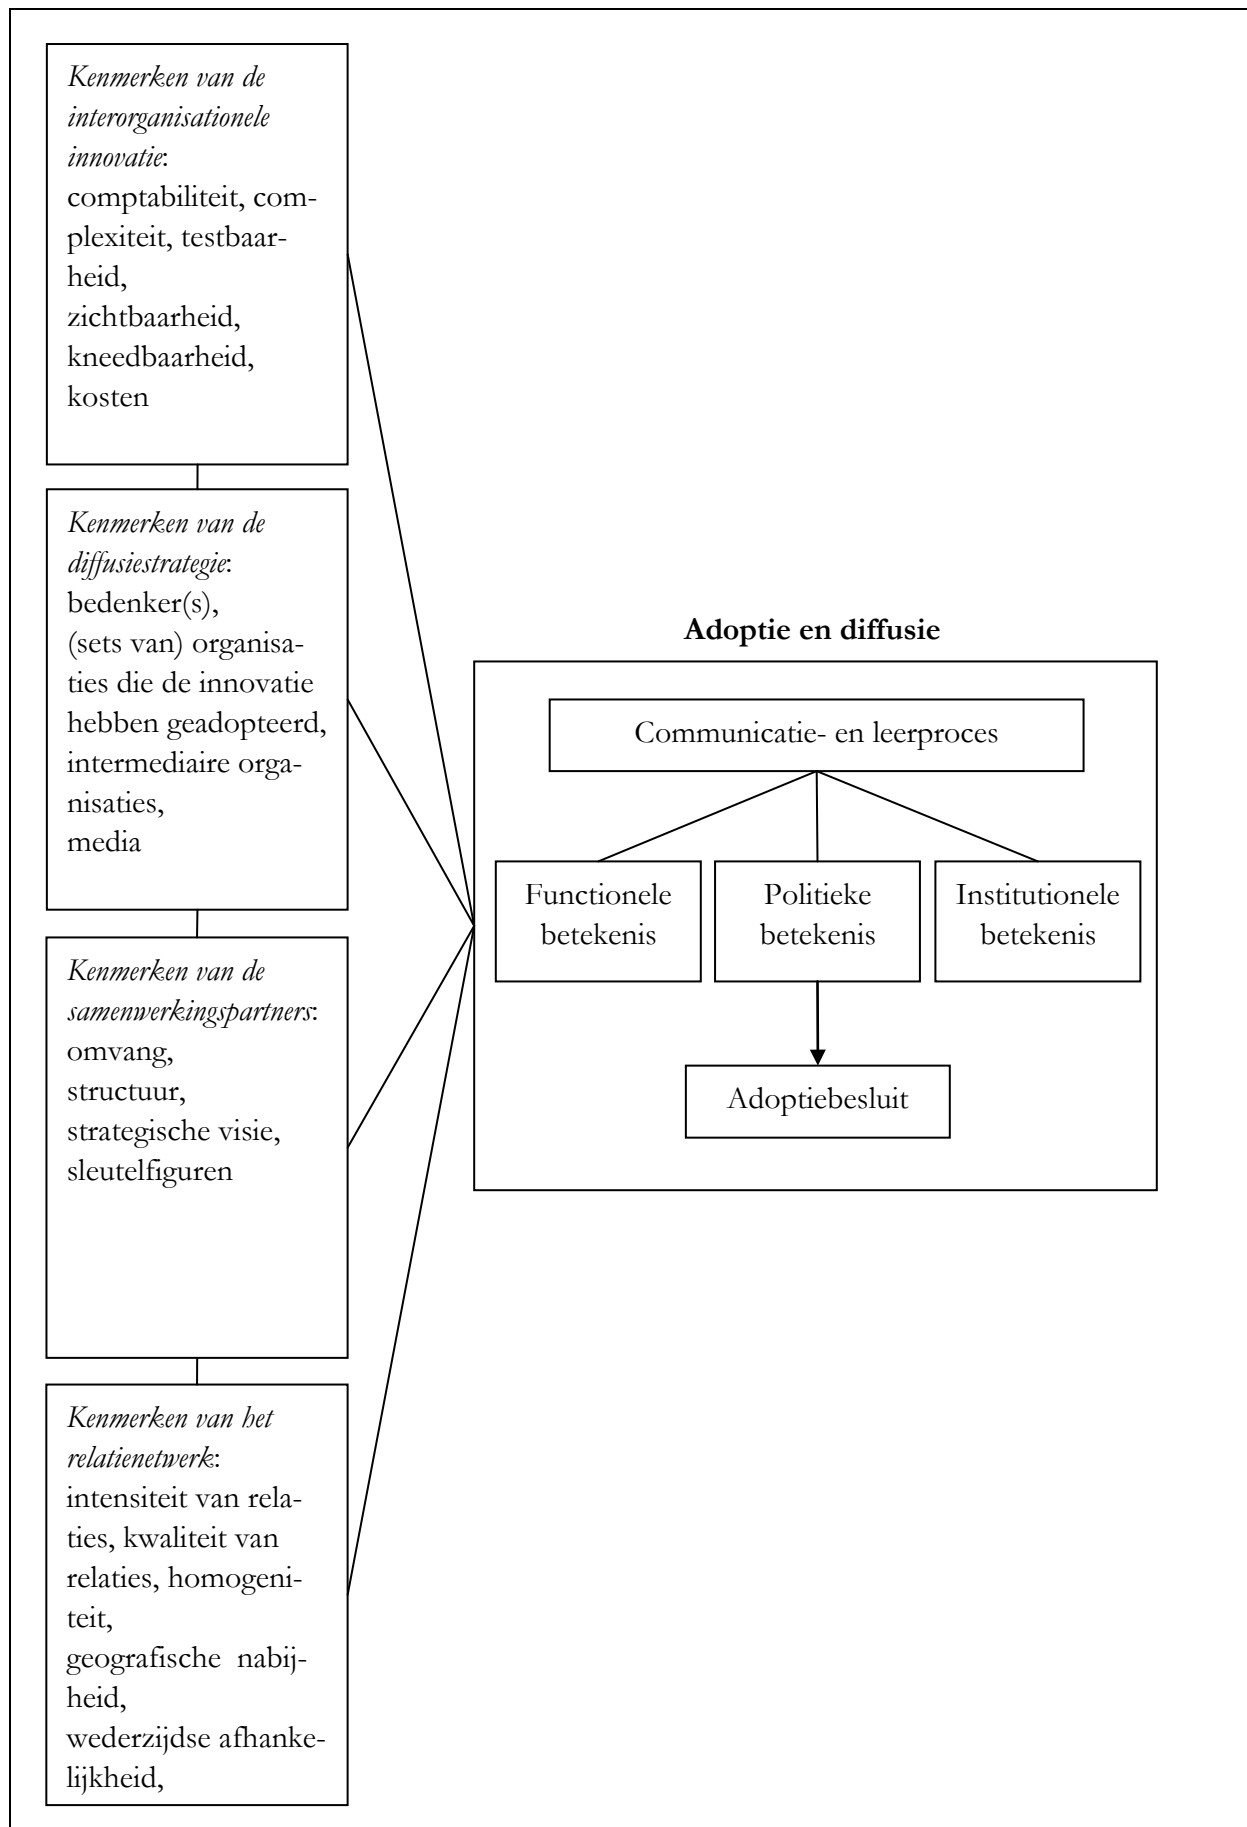 Kenmerken van de
interorganisationele
innovatie:
comptabiliteit, com-
plexiteit, testbaar-
heid,
zichtbaarheid,
kneedbaarheid,
kosten
Kenmerken van de
diffusiestrategie:
bedenker(s),
(sets van) organisa-
ties die de innovatie
hebben geadopteerd,
intermediaire orga-
nisaties,
media
Kenmerken van de
samenwerkingspartners:
omvang,
structuur,
strategische visie,
sleutelfiguren
Kenmerken van het
relatienetwerk:
intensiteit van rela-
ties, kwaliteit van
relaties, homogeni-
teit,
geografische nabij-
heid,
wederzijdse afhanke-
lijkheid,
Adoptie en diffusie
Communicatie- en leerproces
Functionele
betekenis
Politieke
betekenis
Institutionele
betekenis
Adoptiebesluit